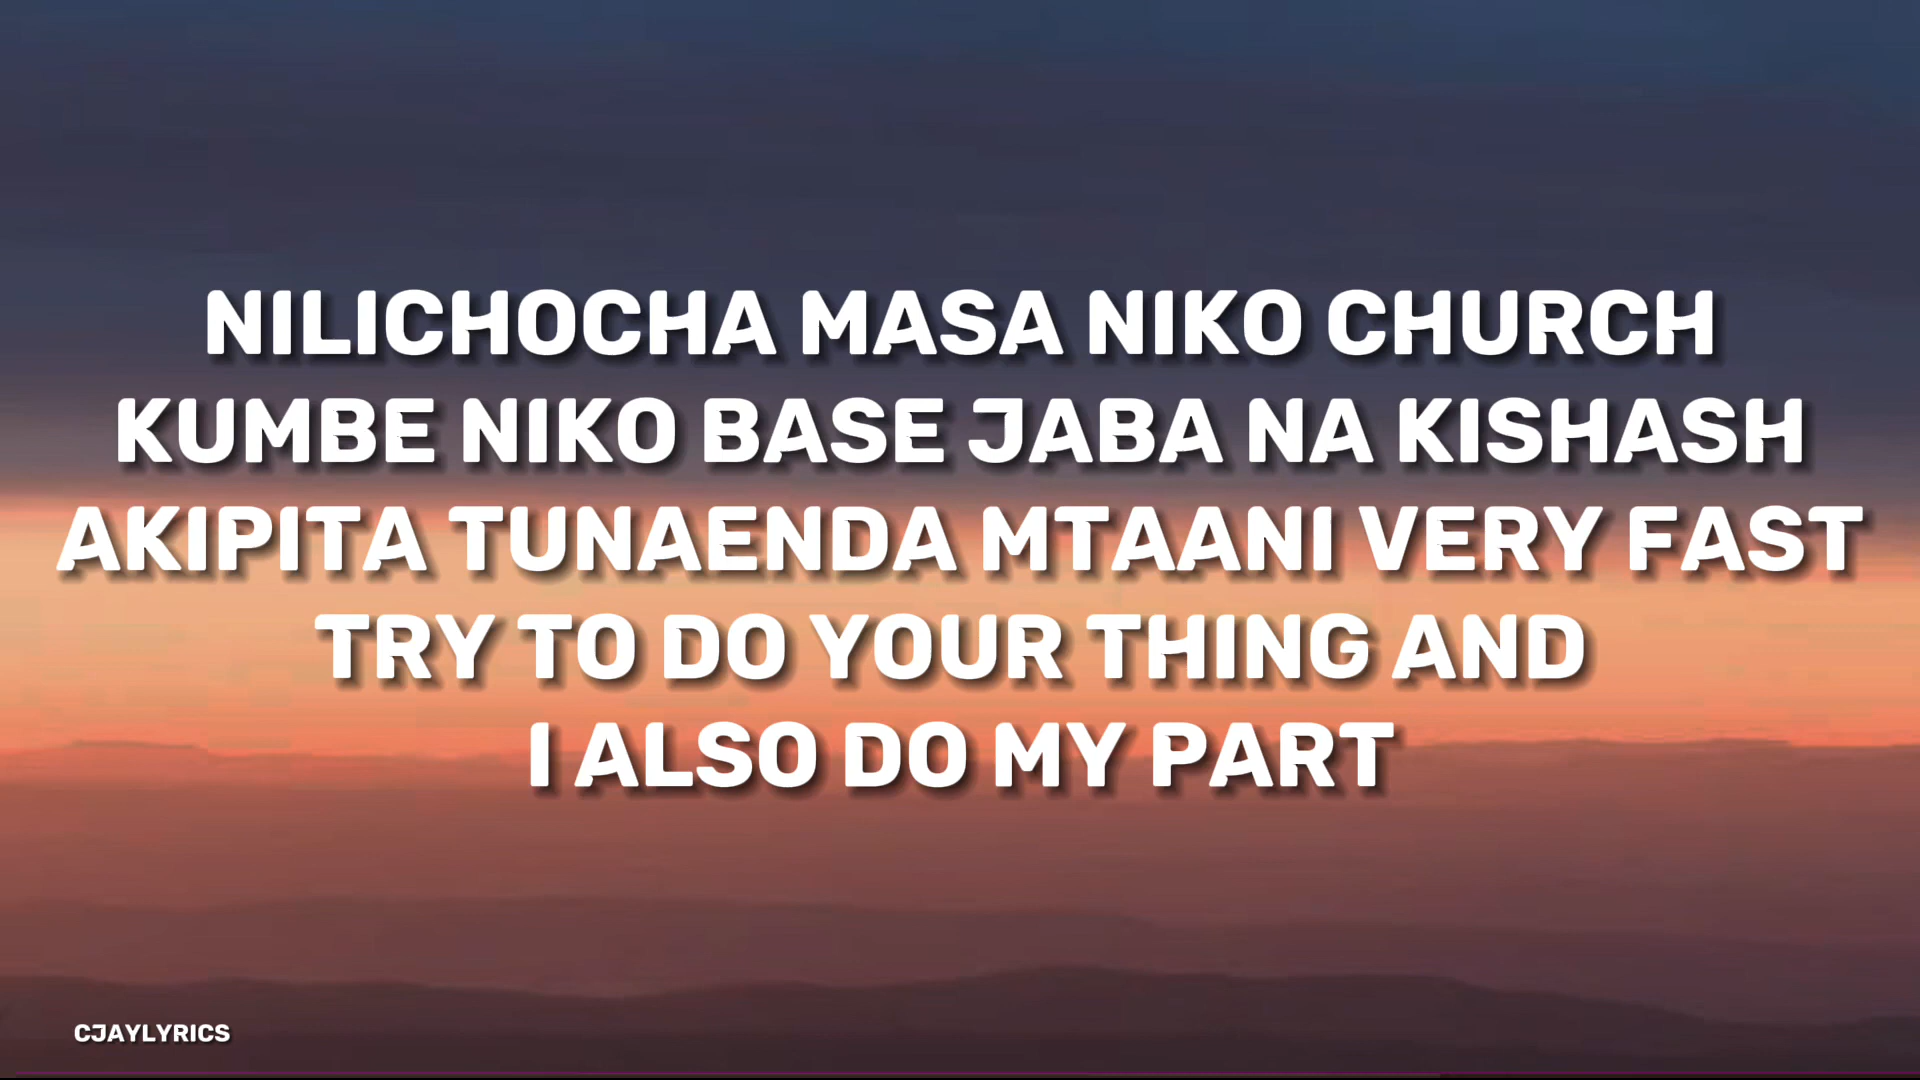 NILICHOCHA MASA NIKO CHURCH
KUMBE NIKO BASE JABA NA KISHASH
AKIPITA TUNAENDA MTAANI VERY FAST
TRY TO DO YOUR THING AND
I ALSO DO MY PART
CJAYLYRICS